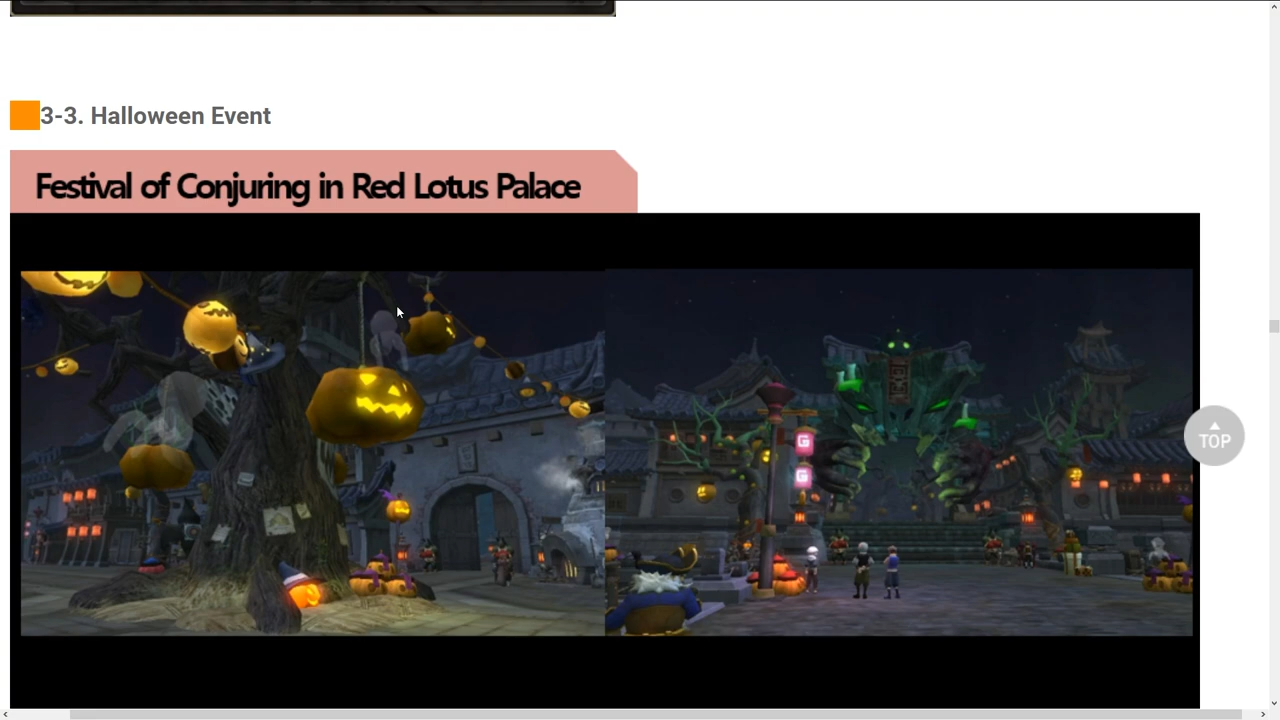 3-3. Halloween Event
Festival of Conjuring in Red Lotus Palace
G
G
TOP